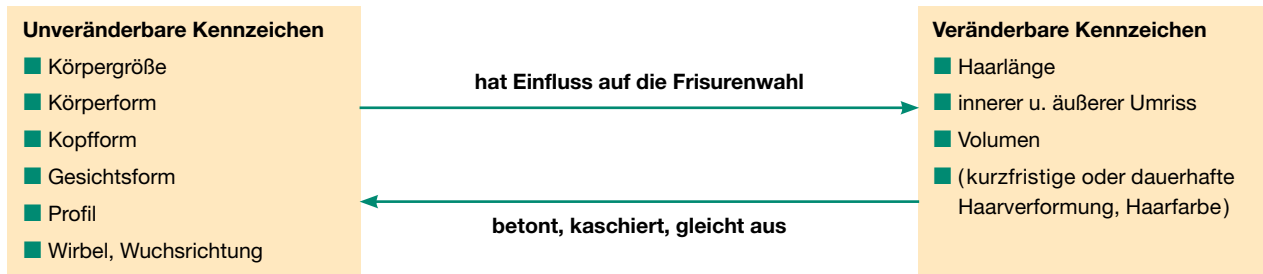 Unveränderbare Kennzeichen
Körpergröße
Körperform
Kopfform
Gesichtsform
Profil
Wirbel, Wuchsrichtung
hat Einfluss auf die Frisurenwahl
betont, kaschiert, gleicht aus
Veränderbare Kennzeichen
Haarlänge
innerer u. äußerer Umriss
Volumen
(kurzfristige oder dauerhafte
Haarverformung, Haarfarbe)